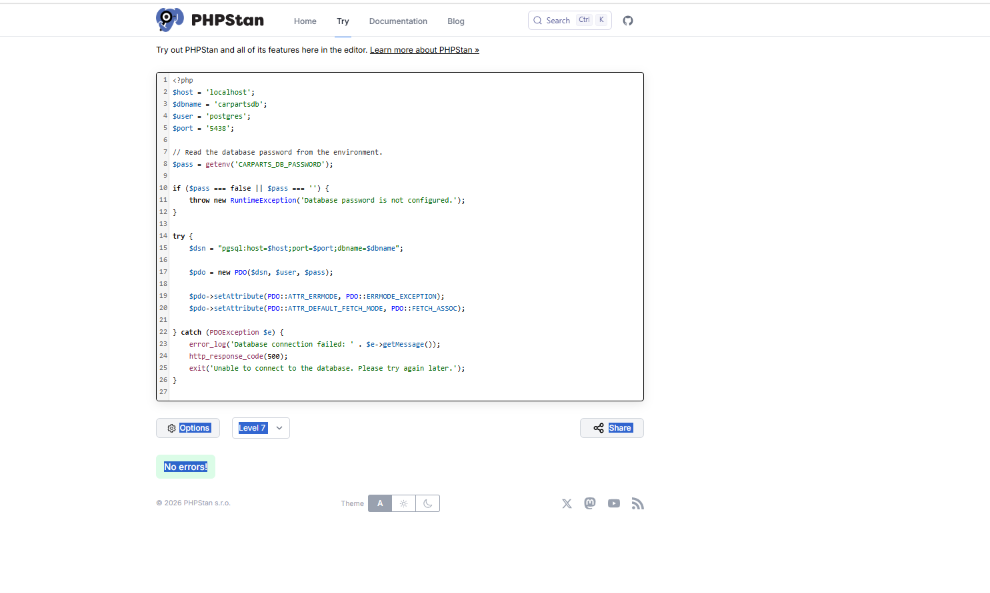 PHPStan Home Try Documentation Blog Search Ctrl K
Try out PHPStan and all of its features here in the editor. Learn more about PHPStan »
1 <?php
2 $host = 'localhost';
3 $dbname = 'carpartsdb';
4 $user = 'postgres';
5 $port = '5438';
6
7 // Read the database password from the environment.
8 $pass = getenv('CARPARTS_DB_PASSWORD');
9
10 if ($pass === false || $pass === '') {
11     throw new RuntimeException('Database password is not configured.');
12 }
13
14 try {
15     $dsn = "pgsql:host=$host;port=$port;dbname=$dbname";
16
17     $pdo = new PDO($dsn, $user, $pass);
18
19     $pdo->setAttribute(PDO::ATTR_ERRMODE, PDO::ERRMODE_EXCEPTION);
20     $pdo->setAttribute(PDO::ATTR_DEFAULT_FETCH_MODE, PDO::FETCH_ASSOC);
21
22 } catch (PDOException $e) {
23     error_log('Database connection failed: ' . $e->getMessage());
24     http_response_code(500);
25     exit('Unable to connect to the database. Please try again later.');
26 }
27
Options Level 7 Share
No errors!
© 2026 PHPStan s.r.o. Theme A